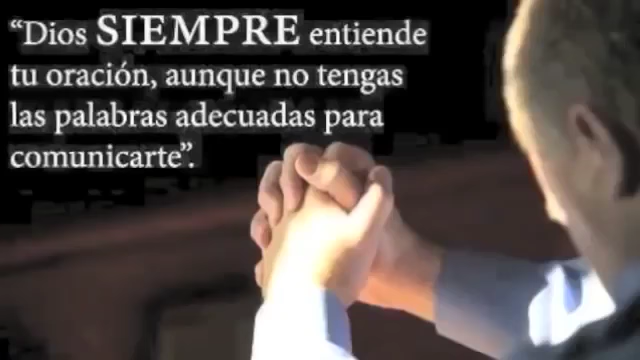 “Dios SIEMPRE entiende
tu oración, aunque no tengas
las palabras adecuadas para
comunicarte”.